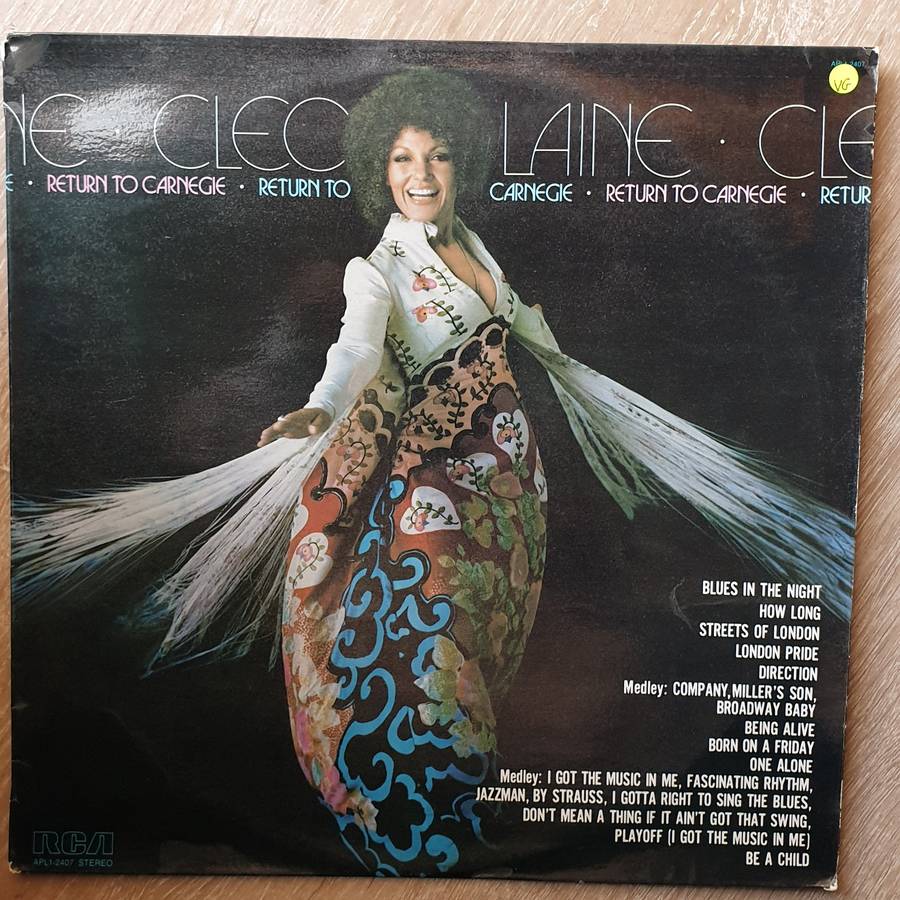 APL1-2407
VG
NE · CLEO LAINE · CLE
E · RETURN TO CARNEGIE · RETURN TO CARNEGIE · RETURN TO CARNEGIE · RETUR
BLUES IN THE NIGHT
HOW LONG
STREETS OF LONDON
LONDON PRIDE
DIRECTION
Medley: COMPANY, MILLER'S SON,
BROADWAY BABY
BEING ALIVE
BORN ON A FRIDAY
ONE ALONE
Medley: I GOT THE MUSIC IN ME, FASCINATING RHYTHM,
JAZZMAN, BY STRAUSS, I GOTTA RIGHT TO SING THE BLUES,
DON'T MEAN A THING IF IT AIN'T GOT THAT SWING,
PLAYOFF (I GOT THE MUSIC IN ME)
BE A CHILD
RCA
APL1-2407 STEREO